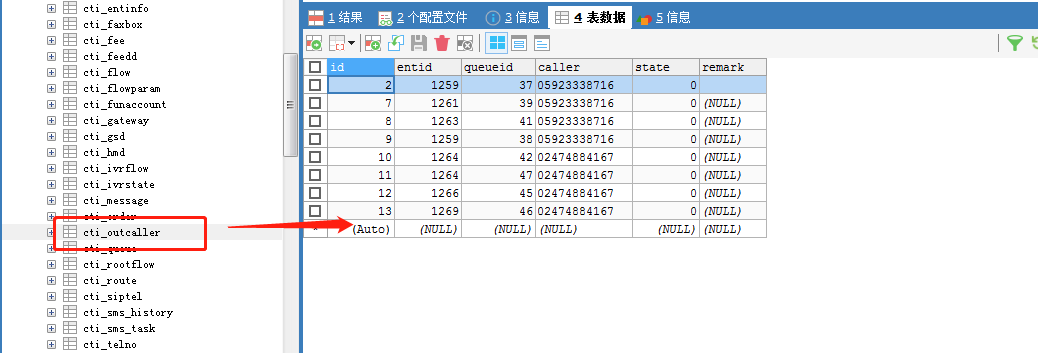 cti_entinfo
cti_faxbox
cti_fee
cti_feedd
cti_flow
cti_flowparam
cti_funaccount
cti_gateway
cti_gsd
cti_hmd
cti_ivrflow
cti_ivrstate
cti_message
cti_order
cti_outcaller
cti_queue
cti_rootflow
cti_route
cti_siptel
cti_sms_history
cti_sms_task
cti_telno
1 结果 2 个配置文件 3 信息 4 表数据 5 信息
id entid queueid caller state remark
2 1259 37 05923338716 0
7 1261 39 05923338716 0 (NULL)
8 1263 41 05923338716 0 (NULL)
9 1259 38 05923338716 0 (NULL)
10 1264 42 02474884167 0 (NULL)
11 1264 47 02474884167 0 (NULL)
12 1266 45 02474884167 0 (NULL)
13 1269 46 02474884167 0 (NULL)
* (Auto) (NULL) (NULL) (NULL) (NULL) (NULL)